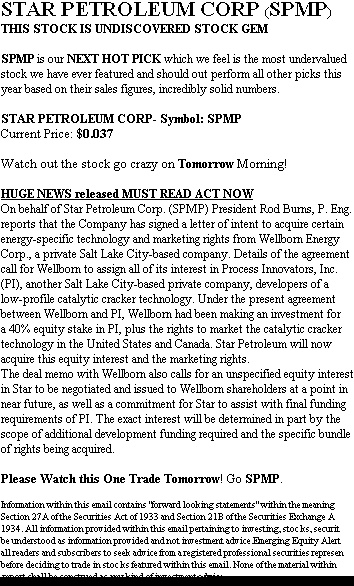 STAR PETROLEUM CORP (SPMP)
THIS STOCK IS UNDISCOVERED STOCK GEM
SPMP is our NEXT HOT PICK which we feel is the most undervalued
stock we have ever featured and should out perform all other picks this
year based on their sales figures, incredibly solid numbers.
STAR PETROLEUM CORP- Symbol: SPMP
Current Price: $0.037
Watch out the stock go crazy on Tomorrow Morning!
HUGE NEWS released MUST READ ACT NOW
On behalf of Star Petroleum Corp. (SPMP) President Rod Burns, P. Eng.
reports that the Company has signed a letter of intent to acquire certain
energy-specific technology and marketing rights from Wellborn Energy
Corp., a private Salt Lake City-based company. Details of the agreement
call for Wellborn to assign all of its interest in Process Innovators, Inc.
(PI), another Salt Lake City-based private company, developers of a
low-profile catalytic cracker technology. Under the present agreement
between Wellborn and PI, Wellborn had been making an investment for
a 40% equity stake in PI, plus the rights to market the catalytic cracker
technology in the United States and Canada. Star Petroleum will now
acquire this equity interest and the marketing rights.
The deal memo with Wellborn also calls for an unspecified equity interest
in Star to be negotiated and issued to Wellborn shareholders at a point in
near future, as well as a commitment for Star to assist with final funding
requirements of PI. The exact interest will be determined in part by the
scope of additional development funding required and the specific bundle
of rights being acquired.
Please Watch this One Trade Tomorrow! Go SPMP.
Information within this email contains "forward looking statements" within the meaning
Section 27A of the Securities Act of 1933 and Section 21B of the Securities Exchange A
1934. All information provided within this email pertaining to investing, stocks, securit
be understood as information provided and not investment advice. Emerging Equity Alert
all readers and subscribers to seek advice from a registered professional securities represen
before deciding to trade in stocks featured within this email. None of the material within